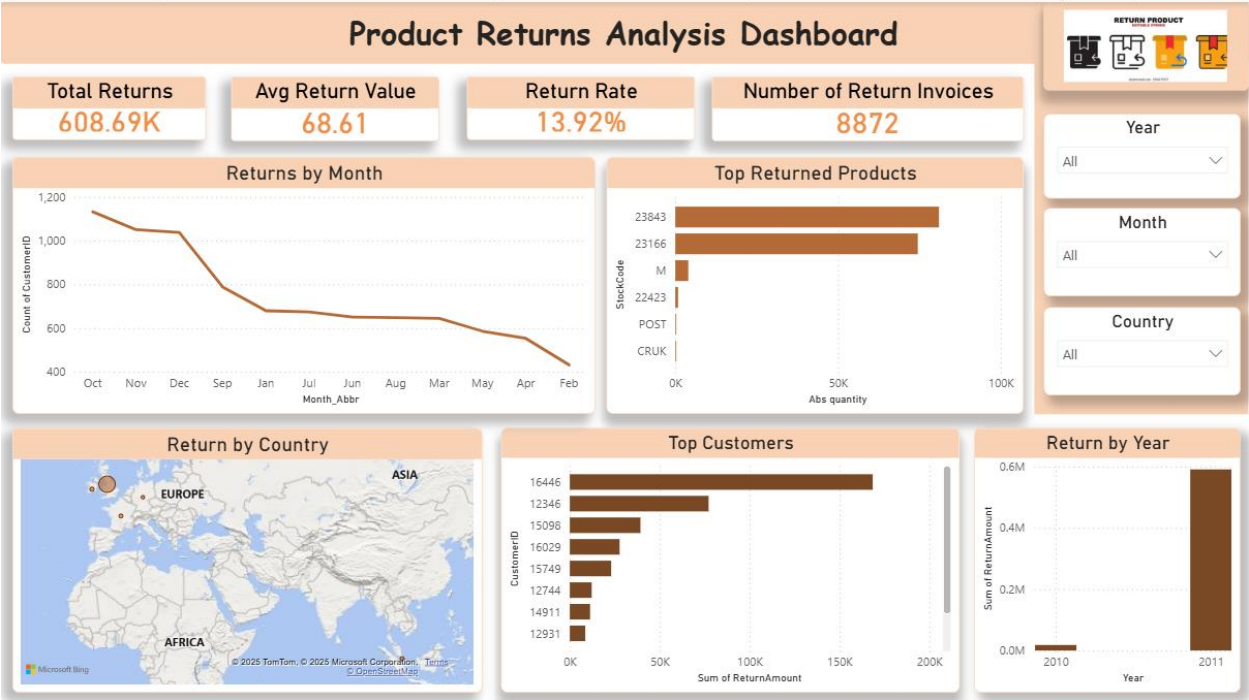 Product Returns Analysis Dashboard
RETURN PRODUCT
EDITABLE STROKE
Total Returns
608.69K
Avg Return Value
68.61
Return Rate
13.92%
Number of Return Invoices
8872
Year
All
Month
All
Country
All
Returns by Month
Count of CustomerID
1,200
1,000
800
600
400
Oct Nov Dec Sep Jan Jul Jun Aug Mar May Apr Feb
Month_Abbr
Top Returned Products
StockCode
23843
23166
M
22423
POST
CRUK
0K 50K 100K
Abs quantity
Return by Country
ASIA
EUROPE
AFRICA
Microsoft Bing
© 2025 TomTom, © 2025 Microsoft Corporation, Terms
© OpenStreetMap
Top Customers
CustomerID
16446
12346
15098
16029
15749
12744
14911
12931
0K 50K 100K 150K 200K
Sum of ReturnAmount
Return by Year
Sum of ReturnAmount
0.6M
0.4M
0.2M
0.0M
2010 2011
Year